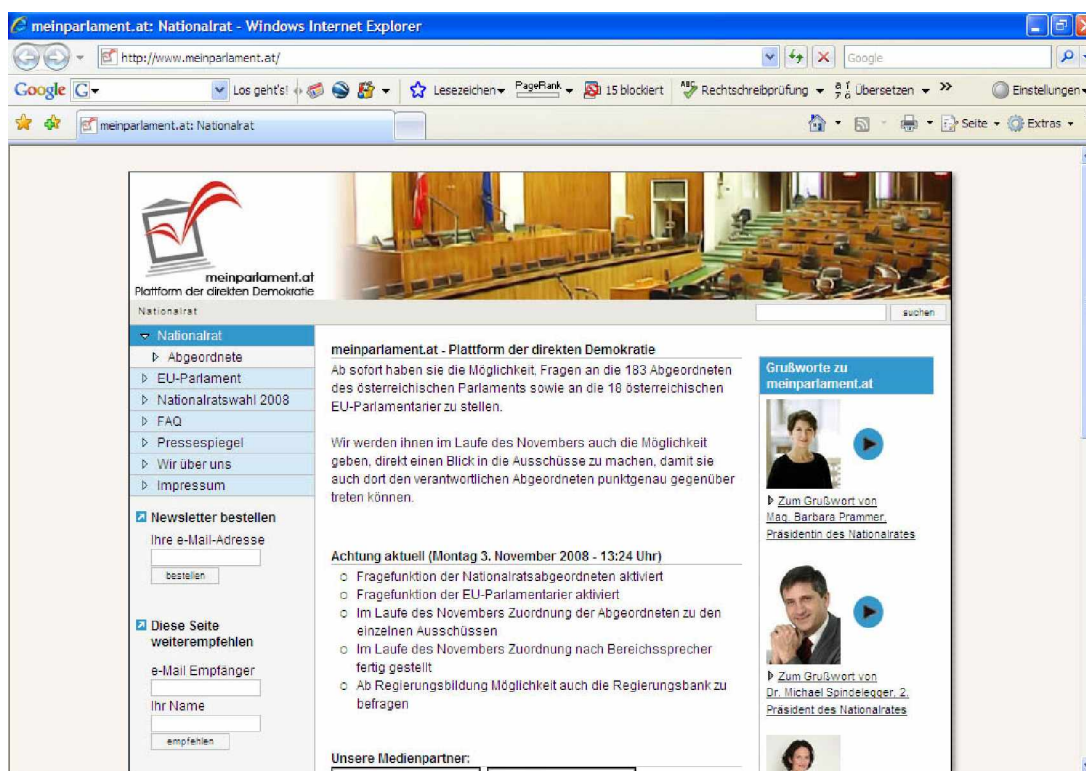 meinparlament.at: Nationalrat - Windows Internet Explorer
http://www.meinparlament.at/
Google
Google G Los geht's! Lesezeichen PageRank 15 blockiert Rechtschreibprüfung Übersetzen Einstellungen
meinparlament.at: Nationalrat
Seite Extras
meinparlament.at
Plattform der direkten Demokratie
Nationalrat
suchen
Nationalrat
Abgeordnete
EU-Parlament
Nationalratswahl 2008
FAQ
Pressespiegel
Wir über uns
Impressum
Newsletter bestellen
Ihre e-Mail-Adresse
bestellen
Diese Seite
weiterempfehlen
e-Mail Empfänger
Ihr Name
empfehlen
meinparlament.at - Plattform der direkten Demokratie
Ab sofort haben sie die Möglichkeit, Fragen an die 183 Abgeordneten
des österreichischen Parlaments sowie an die 18 österreichischen
EU-Parlamentarier zu stellen.
Wir werden ihnen im Laufe des Novembers auch die Möglichkeit
geben, direkt einen Blick in die Ausschüsse zu machen, damit sie
auch dort den verantwortlichen Abgeordneten punktgenau gegenüber
treten können.
Achtung aktuell (Montag 3. November 2008 - 13:24 Uhr)
Fragefunktion der Nationalratsabgeordneten aktiviert
Fragefunktion der EU-Parlamentarier aktiviert
Im Laufe des Novembers Zuordnung der Abgeordneten zu den
einzelnen Ausschüssen
Im Laufe des Novembers Zuordnung nach Bereichssprecher
fertig gestellt
Ab Regierungsbildung Möglichkeit auch die Regierungsbank zu
befragen
Unsere Medienpartner:
Grußworte zu
meinparlament.at
Zum Grußwort von
Mag. Barbara Prammer,
Präsidentin des Nationalrates
Zum Grußwort von
Dr. Michael Spindelegger, 2.
Präsident des Nationalrates